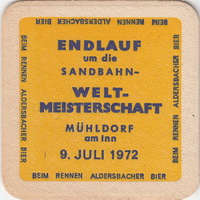 BEIM RENNEN ALDERSBACHER BIER
ENDLAUF
um die
SANDBAHN-
WELT-
MEISTERSCHAFT
MÜHLDORF
am Inn
9. JULI 1972
BEIM RENNEN ALDERSBACHER BIER
BEIM RENNEN ALDERSBACHER BIER
BEIM RENNEN ALDERSBACHER BIER